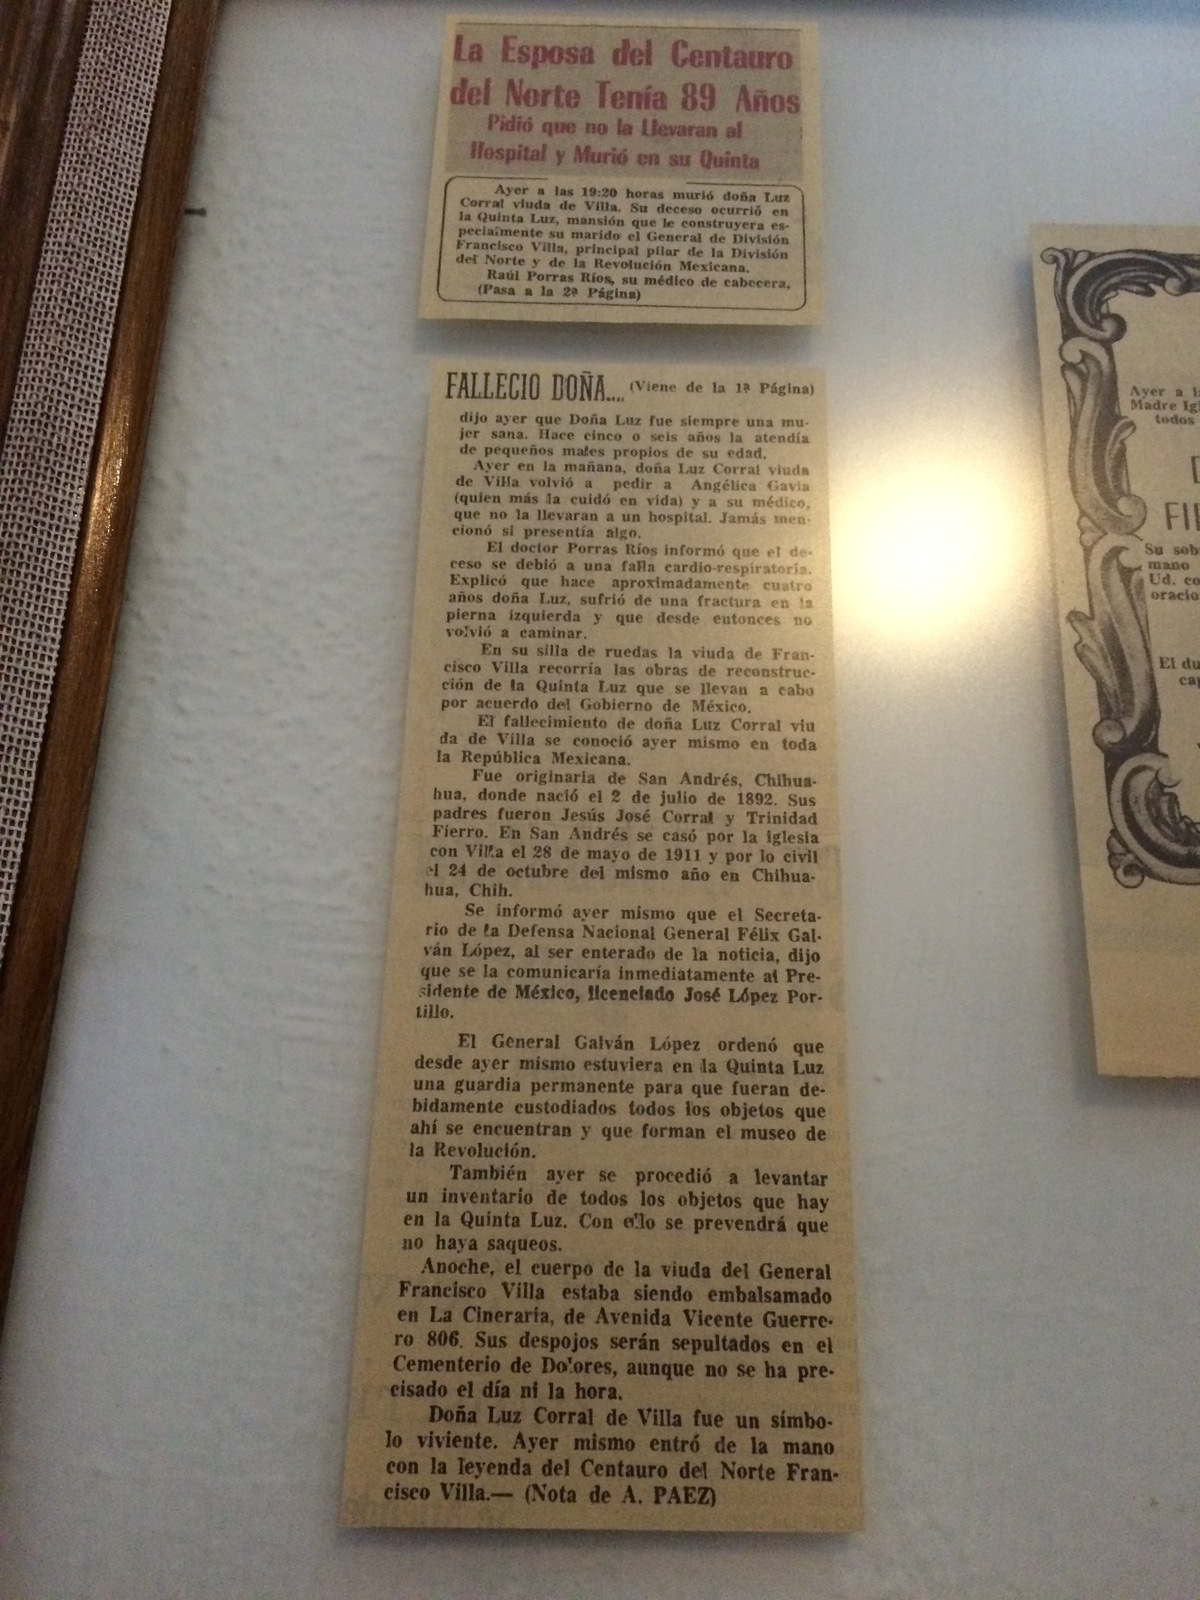 La Esposa del Centauro
del Norte Tenía 89 Años
Pidió que no la Llevaran al
Hospital y Murió en su Quinta
Ayer a las 19:20 horas murió doña Luz
Corral viuda de Villa. Su deceso ocurrió en
la Quinta Luz, mansión que le construyera es-
pecialmente su marido el General de División
Francisco Villa, principal pilar de la División
del Norte y de la Revolución Mexicana.
Raúl Porras Ríos, su médico de cabecera,
(Pasa a la 2ª Página)
FALLECIO DOÑA.... (Viene de la 1ª Página)
dijo ayer que Doña Luz fue siempre una mu-
jer sana. Hace cinco o seis años la atendía
de pequeños males propios de su edad.
Ayer en la mañana, doña Luz Corral viuda
de Villa volvió a pedir a Angélica Gavia
(quien más la cuidó en vida) y a su médico,
que no la llevaran a un hospital. Jamás men-
cionó si presentía algo.
El doctor Porras Ríos informó que el de-
ceso se debió a una falla cardio-respiratoria.
Explicó que hace aproximadamente cuatro
años doña Luz, sufrió de una fractura en la
pierna izquierda y que desde entonces no
volvió a caminar.
En su silla de ruedas la viuda de Fran-
cisco Villa recorría las obras de reconstruc-
ción de la Quinta Luz que se llevan a cabo
por acuerdo del Gobierno de México.
El fallecimiento de doña Luz Corral viu
da de Villa se conoció ayer mismo en toda
la República Mexicana.
Fue originaria de San Andrés, Chihua-
hua, donde nació el 2 de julio de 1892. Sus
padres fueron Jesús José Corral y Trinidad
Fierro. En San Andrés se casó por la iglesia
con Villa el 28 de mayo de 1911 y por lo civil
el 24 de octubre del mismo año en Chihua-
hua, Chih.
Se informó ayer mismo que el Secreta-
rio de la Defensa Nacional General Félix Gal-
ván López, al ser enterado de la noticia, dijo
que se la comunicaría inmediatamente al Pre-
sidente de México, licenciado José López Por-
tillo.
El General Galván López ordenó que
desde ayer mismo estuviera en la Quinta Luz
una guardia permanente para que fueran de-
bidamente custodiados todos los objetos que
ahí se encuentran y que forman el museo de
la Revolución.
También ayer se procedió a levantar
un inventario de todos los objetos que hay
en la Quinta Luz. Con ello se prevendrá que
no haya saqueos.
Anoche, el cuerpo de la viuda del General
Francisco Villa estaba siendo embalsamado
en La Cineraria, de Avenida Vicente Guerre-
ro 806. Sus despojos serán sepultados en el
Cementerio de Dolores, aunque no se ha pre-
cisado el día ni la hora.
Doña Luz Corral de Villa fue un símbo-
lo viviente. Ayer mismo entró de la mano
con la leyenda del Centauro del Norte Fran-
cisco Villa.— (Nota de A. PAEZ)
Ayer a
Madre
todos
Su
mano
Ud.
El